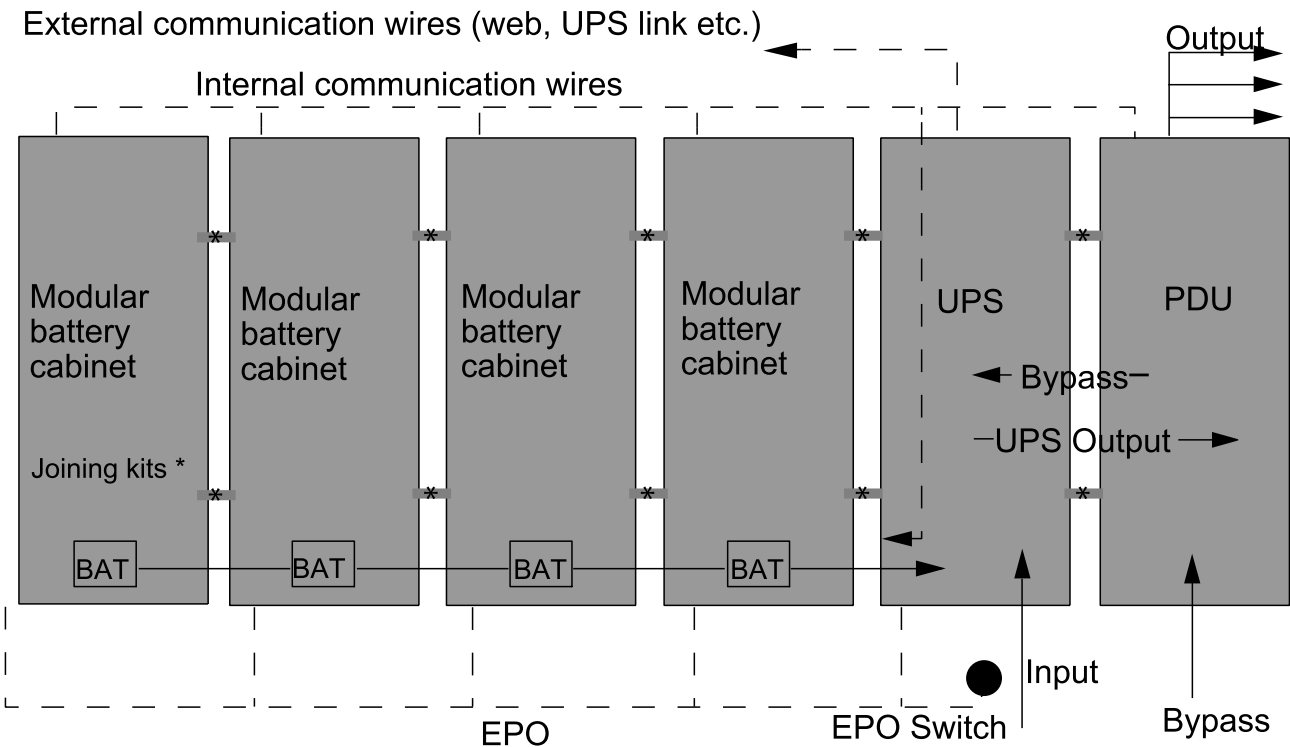 External communication wires (web, UPS link etc.)
Output
Internal communication wires
* * * * *
Modular
battery
cabinet
Modular
battery
cabinet
Modular
battery
cabinet
Modular
battery
cabinet
UPS
PDU
Bypass
UPS Output
Joining kits *
* * * * *
BAT
BAT
BAT
BAT
Input
EPO
EPO Switch
Bypass